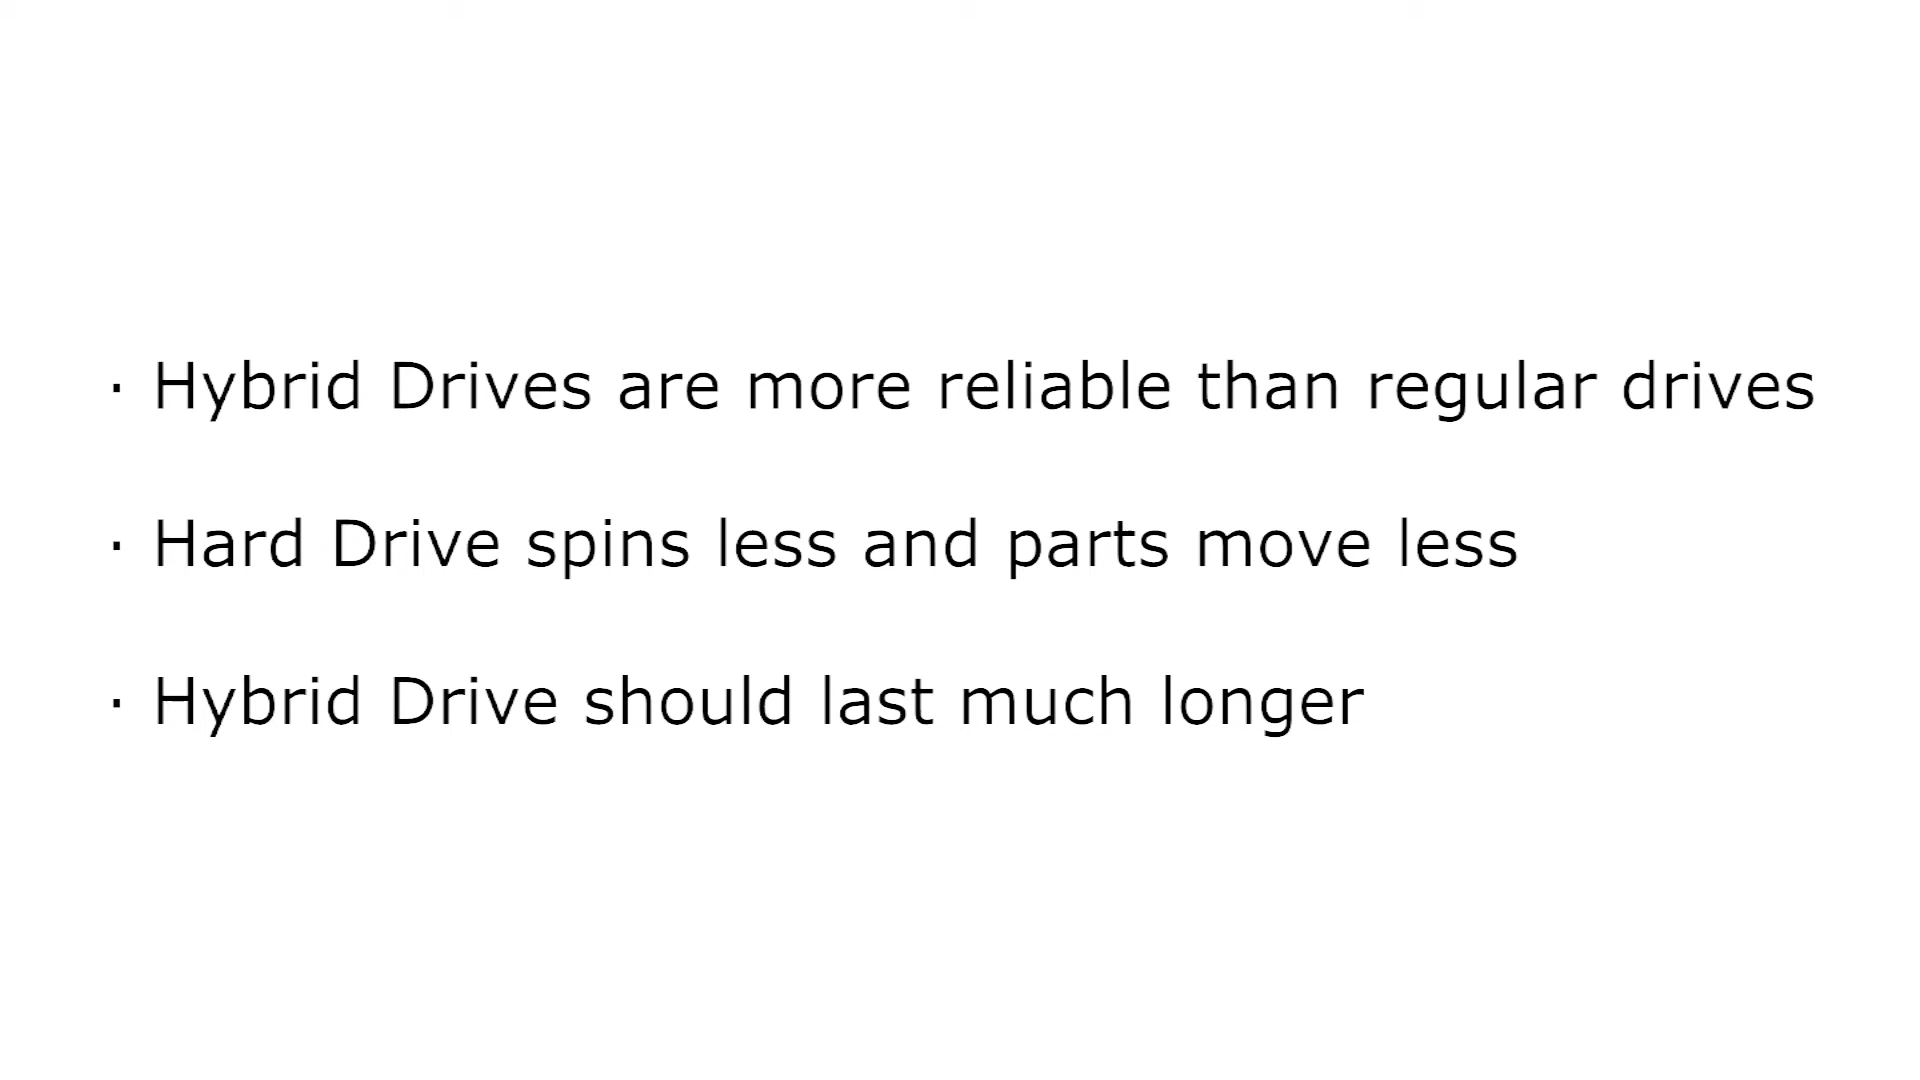 · Hybrid Drives are more reliable than regular drives
· Hard Drive spins less and parts move less
· Hybrid Drive should last much longer